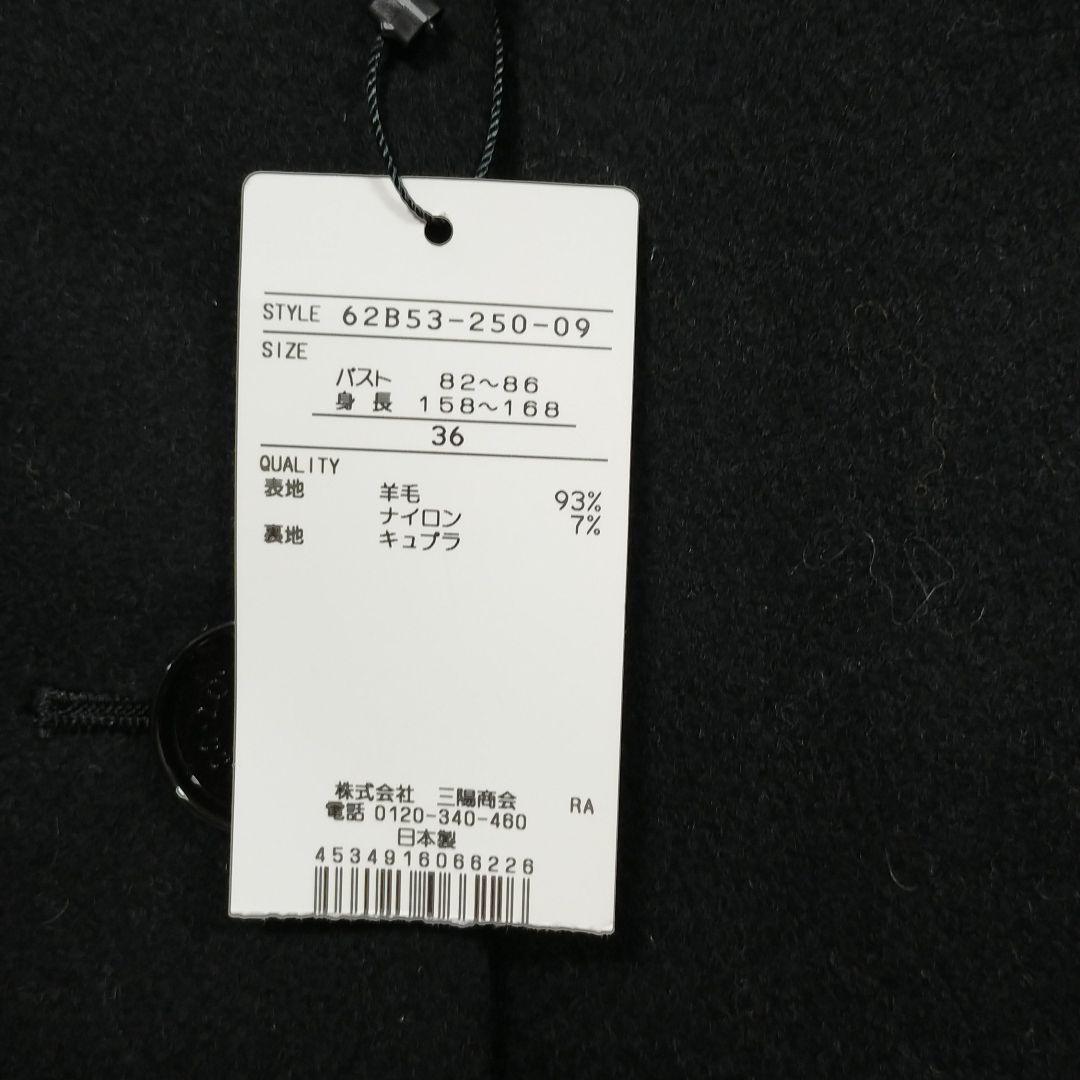 STYLE 62B53-250-09
SIZE
バスト 82～86
身長 158～168
36
QUALITY
表地 羊毛 93%
ナイロン 7%
裏地 キュプラ
株式会社 三陽商会 RA
電話 0120-340-460
日本製
4534916066226